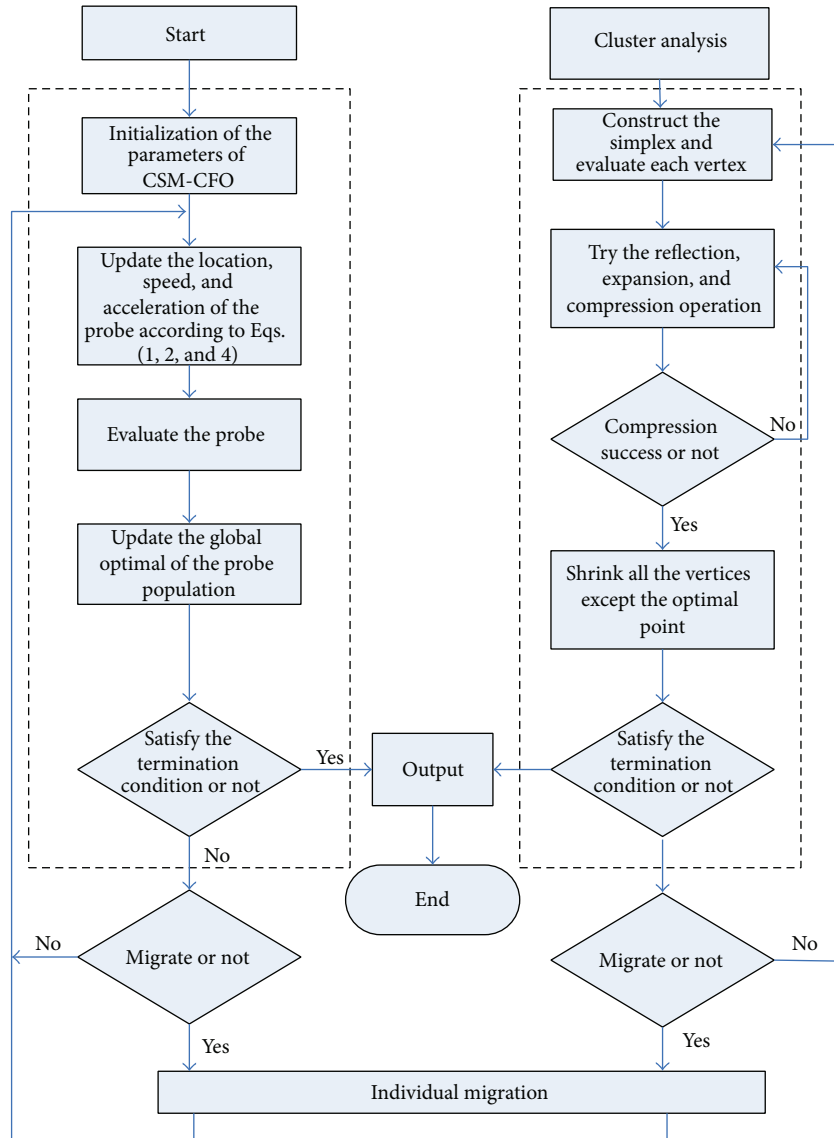 Start
Initialization of the
parameters of
CSM-CFO
Update the location,
speed, and
acceleration of the
probe according to Eqs.
(1, 2, and 4)
Evaluate the probe
Update the global
optimal of the probe
population
Satisfy the
termination
condition or not
Yes
No
Migrate or not
No
Yes
Output
End
Cluster analysis
Construct the
simplex and
evaluate each vertex
Try the reflection,
expansion, and
compression operation
Compression
success or not
No
Yes
Shrink all the vertices
except the optimal
point
Satisfy the
termination
condition or not
Migrate or not
No
Yes
Individual migration